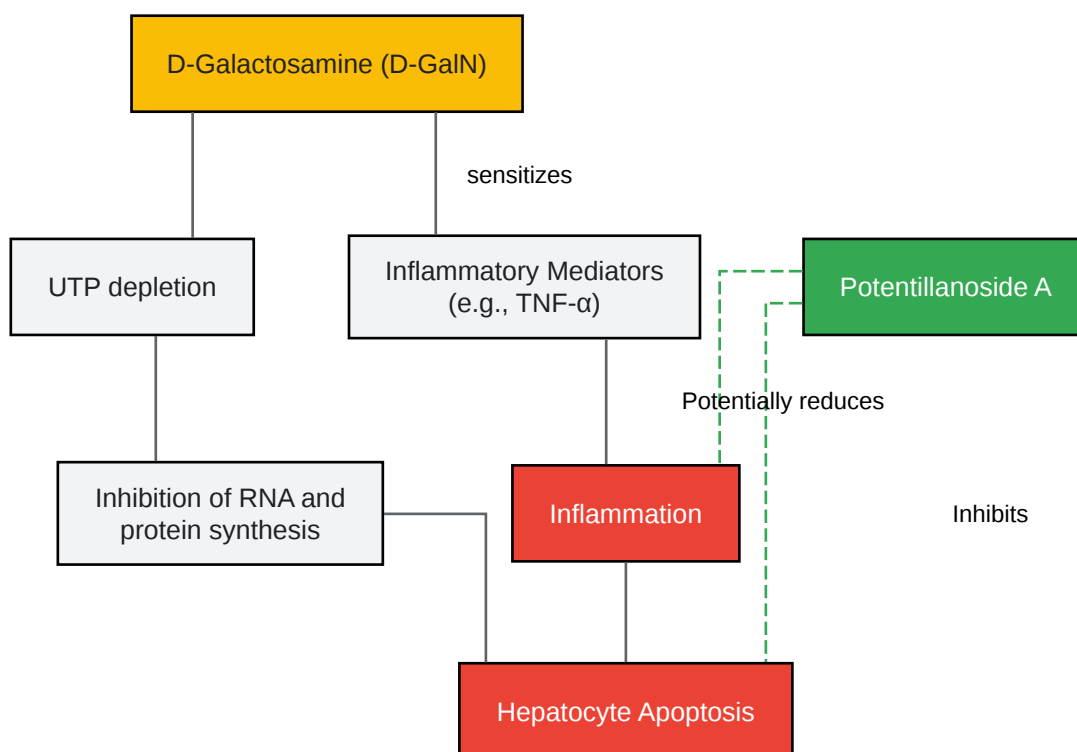 D-Galactosamine (D-GalN)
sensitizes
UTP depletion
Inflammatory Mediators
(e.g., TNF-α)
Potentillanoside A
Potentially reduces
Inhibition of RNA and
protein synthesis
Inflammation
Inhibits
Hepatocyte Apoptosis